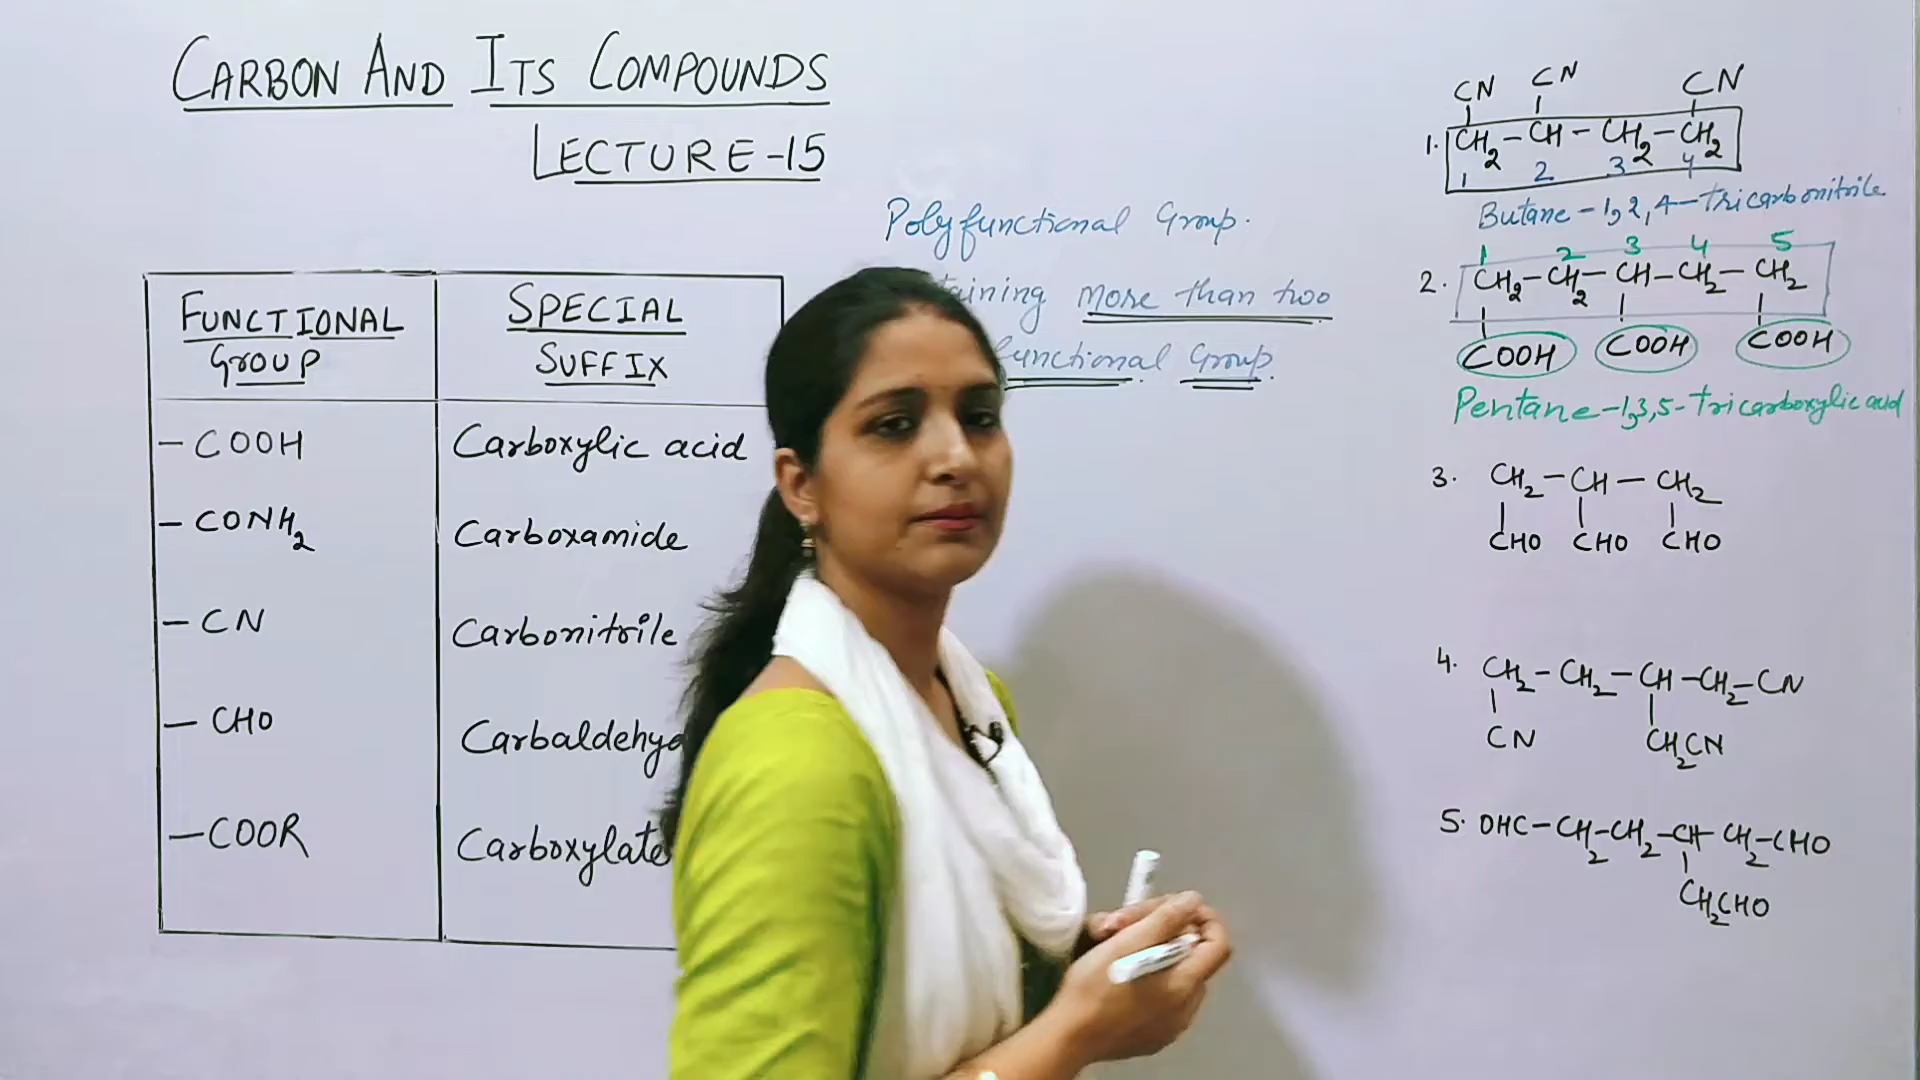 CARBON AND ITS COMPOUNDS
LECTURE-15
FUNCTIONAL GROUP
SPECIAL SUFFIX
-COOH Carboxylic acid
-CONH2 Carboxamide
-CN Carbonitrile
-CHO
-COOR Carboxylate
Polyfunctional Group.
more than two
functional Group.
CN CN CN
1. CH2-CH-CH2-CH2
1 2 3 4
Butane-1,2,4-tricarbonitrile
1 2 3 4 5
2. CH2-CH2-CH-CH2-CH2
COOH COOH COOH
Pentane-1,3,5-tricarboxylic acid
3. CH2-CH-CH2
CHO CHO CHO
4. CH2-CH2-CH-CH2-CN
CN CH2CN
5. OHC-CH2-CH2-CH-CH2-CHO
CH2CHO